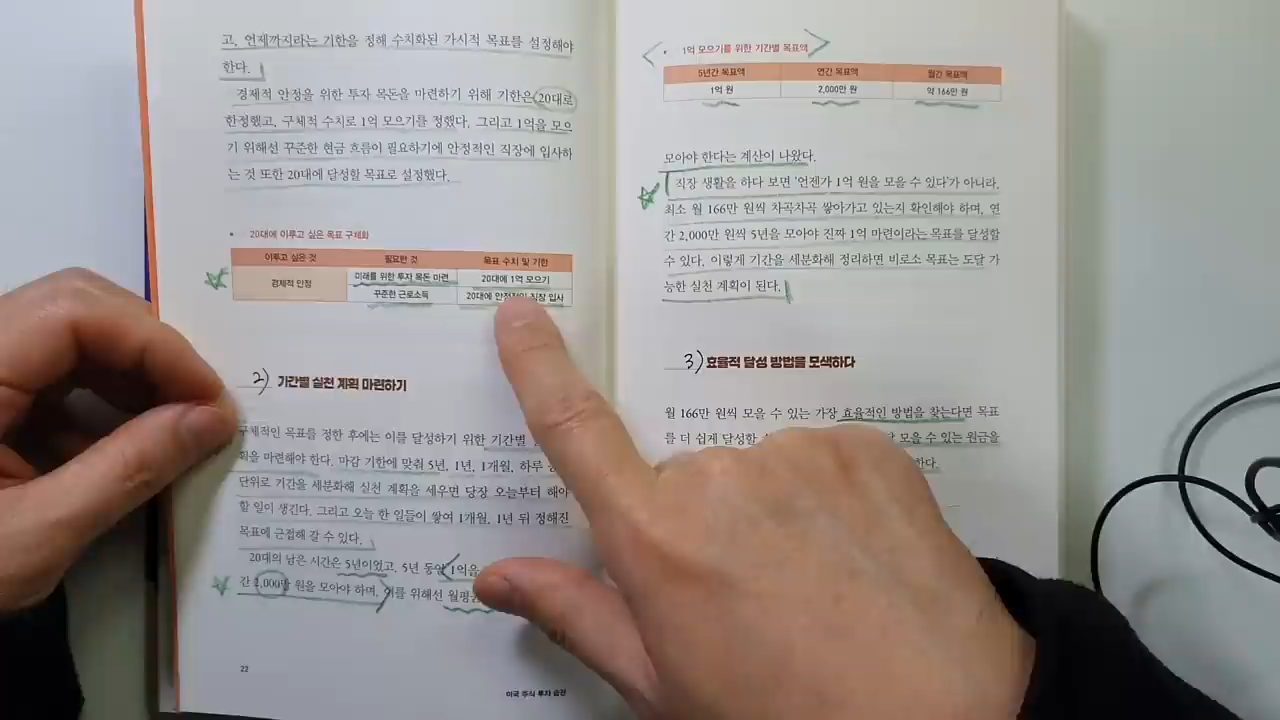 고, 언제까지라는 기한을 정해 수치화된 가시적 목표를 설정해야
한다.
경제적 안정을 위한 투자 목돈을 마련하기 위해 기한은 20대로
한정했고, 구체적 수치로 1억 모으기를 정했다. 그리고 1억을 모으
기 위해선 꾸준한 현금 흐름이 필요하기에 안정적인 직장에 입사하
는 것 또한 20대에 달성할 목표로 설정했다.
• 20대에 이루고 싶은 목표 구체화
이루고 싶은 것 필요한 것 목표 수치 및 기한
경제적 안정 미래를 위한 투자 목돈 마련 20대에 1억 모으기
꾸준한 근로소득 20대에 안정적인 직장 입사
2) 기간별 실천 계획 마련하기
구체적인 목표를 정한 후에는 이를 달성하기 위한 기간별
획을 마련해야 한다. 마감 기한에 맞춰 5년, 1년, 1개월, 하루
단위로 기간을 세분화해 실천 계획을 세우면 당장 오늘부터 해야
할 일이 생긴다. 그리고 오늘 한 일들이 쌓여 1개월, 1년 뒤 정해진
목표에 근접해 갈 수 있다.
20대의 남은 시간은 5년이었고, 5년 동안 1억을
간 2,000만 원을 모아야 하며, 이를 위해선 월평균
22
미국 주식 투자 습관
• 1억 모으기를 위한 기간별 목표액
5년간 목표액 연간 목표액 월간 목표액
1억 원 2,000만 원 약 166만 원
모아야 한다는 계산이 나왔다.
직장 생활을 하다 보면 '언젠가 1억 원을 모을 수 있다'가 아니라,
최소 월 166만 원씩 차곡차곡 쌓아가고 있는지 확인해야 하며, 연
간 2,000만 원씩 5년을 모아야 진짜 1억 마련이라는 목표를 달성할
수 있다. 이렇게 기간을 세분화해 정리하면 비로소 목표는 도달 가
능한 실천 계획이 된다.
3) 효율적 달성 방법을 모색하다
월 166만 원씩 모을 수 있는 가장 효율적인 방법을 찾는다면 목표
를 더 쉽게 달성할 모을 수 있는 원금을
한다.